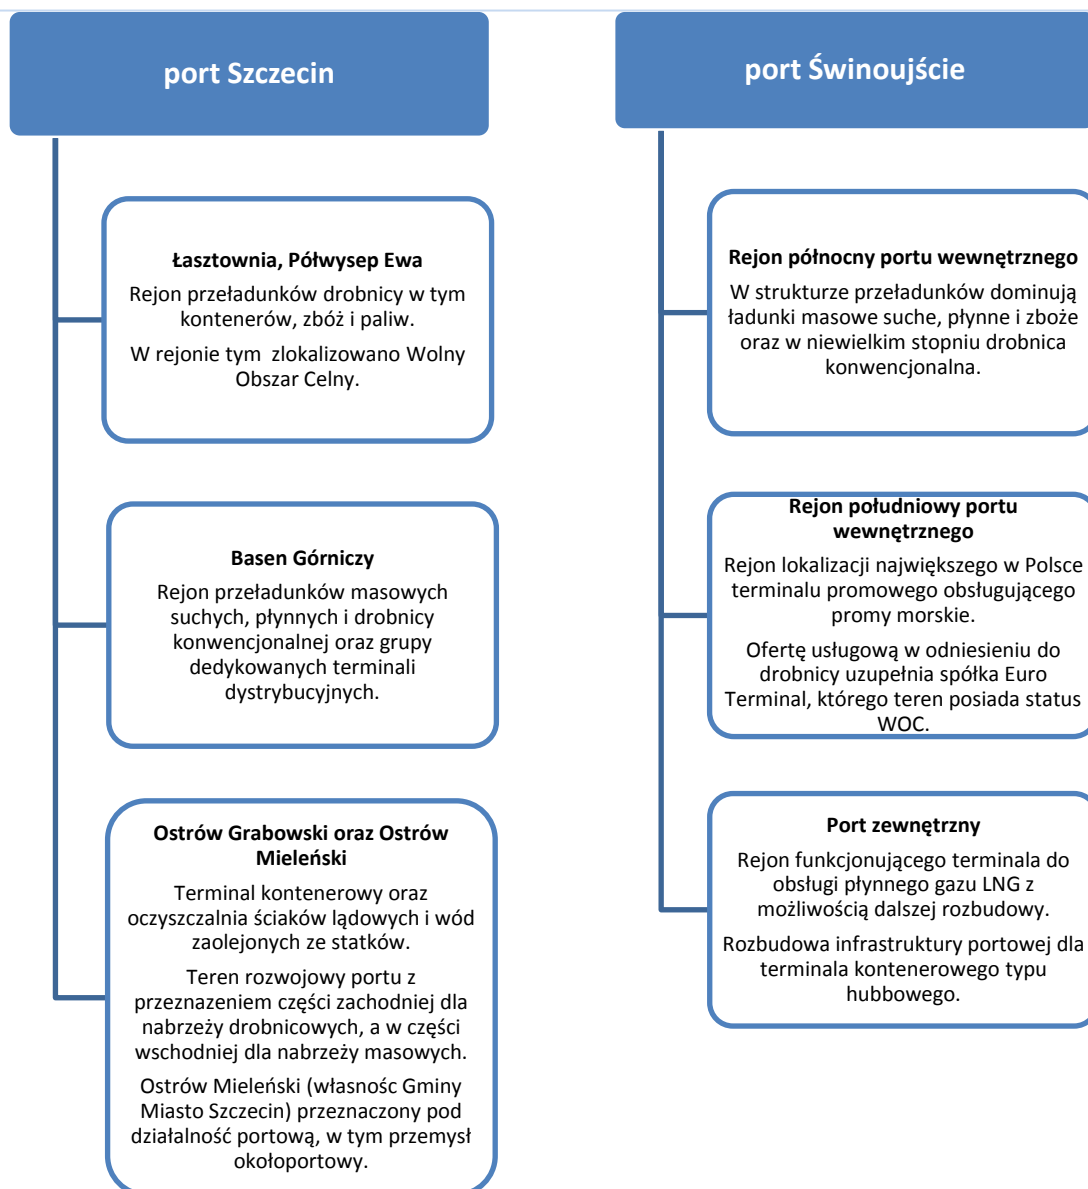 port Szczecin
Łasztownia, Półwysep Ewa
Rejon przeładunków drobnicy w tym
kontenerów, zbóż i paliw.
W rejonie tym zlokalizowano Wolny
Obszar Celny.
Basen Górniczy
Rejon przeładunków masowych
suchych, płynnych i drobnicy
konwencjonalnej oraz grupy
dedykowanych terminali
dystrybucyjnych.
Ostrów Grabowski oraz Ostrów
Mieleński
Terminal kontenerowy oraz
oczyszczalnia ściaków lądowych i wód
zaolejonych ze statków.
Teren rozwojowy portu z
przeznazeniem części zachodniej dla
nabrzeży drobnicowych, a w części
wschodniej dla nabrzeży masowych.
Ostrów Mieleński (własnośc Gminy
Miasto Szczecin) przeznaczony pod
działalność portową, w tym przemysł
okołoportowy.
port Świnoujście
Rejon północny portu wewnętrznego
W strukturze przeładunków dominują
ładunki masowe suche, płynne i zboże
oraz w niewielkim stopniu drobnica
konwencjonalna.
Rejon południowy portu
wewnętrznego
Rejon lokalizacji największego w Polsce
terminalu promowego obsługującego
promy morskie.
Ofertę usługową w odniesieniu do
drobnicy uzupełnia spółka Euro
Terminal, którego teren posiada status
WOC.
Port zewnętrzny
Rejon funkcjonującego terminala do
obsługi płynnego gazu LNG z
możliwością dalszej rozbudowy.
Rozbudowa infrastruktury portowej dla
terminala kontenerowego typu
hubbowego.